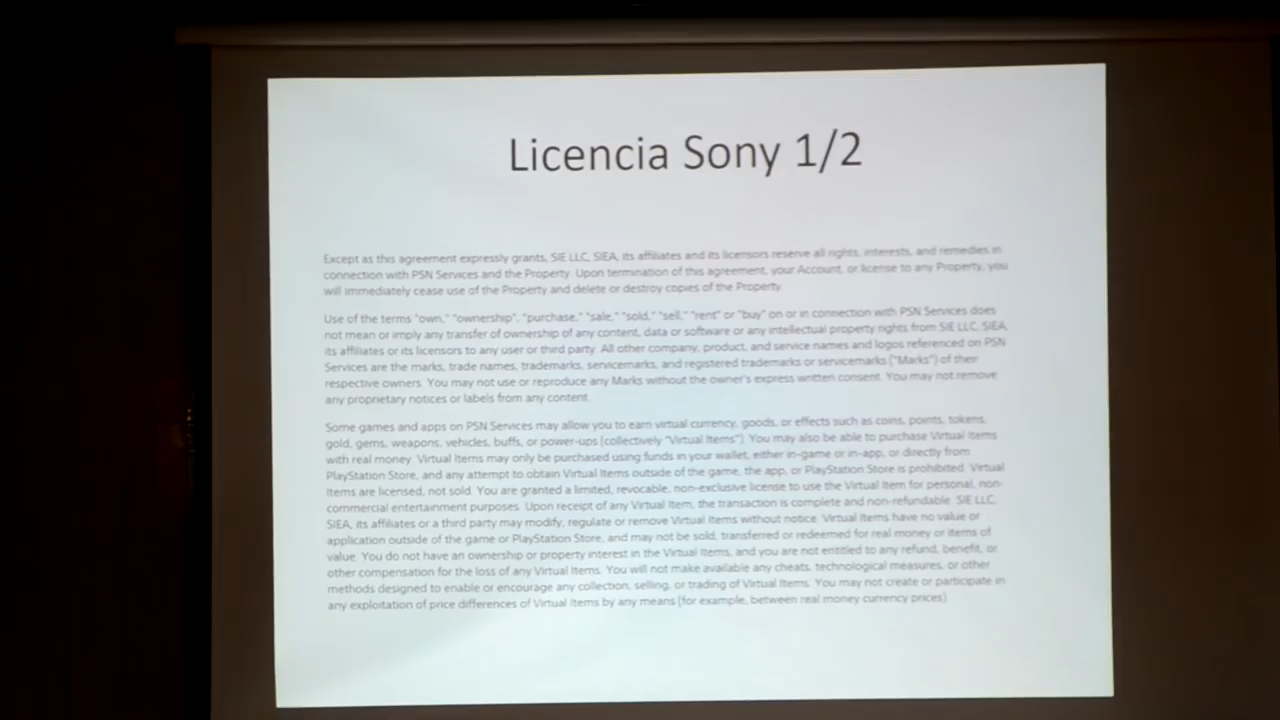 Licencia Sony 1/2
Except as this agreement expressly grants, SIE LLC, SIEA, its affiliates and its licensors reserve all rights, interests, and remedies in
connection with PSN Services and the Property. Upon termination of this agreement, your Account, or license to any Property, you
will immediately cease use of the Property and delete or destroy copies of the Property.
Use of the terms "own," "ownership", "purchase," "sale," "sold," "sell," "rent" or "buy" on or in connection with PSN Services does
not mean or imply any transfer of ownership of any content, data or software or any intellectual property rights from SIE LLC, SIEA,
its affiliates or its licensors to any user or third party. All other company, product, and service names and logos referenced on PSN
Services are the marks, trade names, trademarks, servicemarks, and registered trademarks or servicemarks ("Marks") of their
respective owners. You may not use or reproduce any Marks without the owner's express written consent. You may not remove
any proprietary notices or labels from any content.
Some games and apps on PSN Services may allow you to earn virtual currency, goods, or effects such as coins, points, tokens,
gold, gems, weapons, vehicles, buffs, or power-ups (collectively "Virtual Items"). You may also be able to purchase Virtual Items
with real money. Virtual Items may only be purchased using funds in your wallet, either in-game or in-app, or directly from
PlayStation Store, and any attempt to obtain Virtual Items outside of the game, the app, or PlayStation Store is prohibited. Virtual
Items are licensed, not sold. You are granted a limited, revocable, non-exclusive license to use the Virtual Item for personal, non-
commercial entertainment purposes. Upon receipt of any Virtual Item, the transaction is complete and non-refundable. SIE LLC,
SIEA, its affiliates or a third party may modify, regulate or remove Virtual Items without notice. Virtual Items have no value or
application outside of the game or PlayStation Store, and may not be sold, transferred or redeemed for real money or items of
value. You do not have an ownership or property interest in the Virtual Items, and you are not entitled to any refund, benefit, or
other compensation for the loss of any Virtual Items. You will not make available any cheats, technological measures, or other
methods designed to enable or encourage any collection, selling, or trading of Virtual Items. You may not create or participate in
any exploitation of price differences of Virtual Items by any means (for example, between real money currency prices).